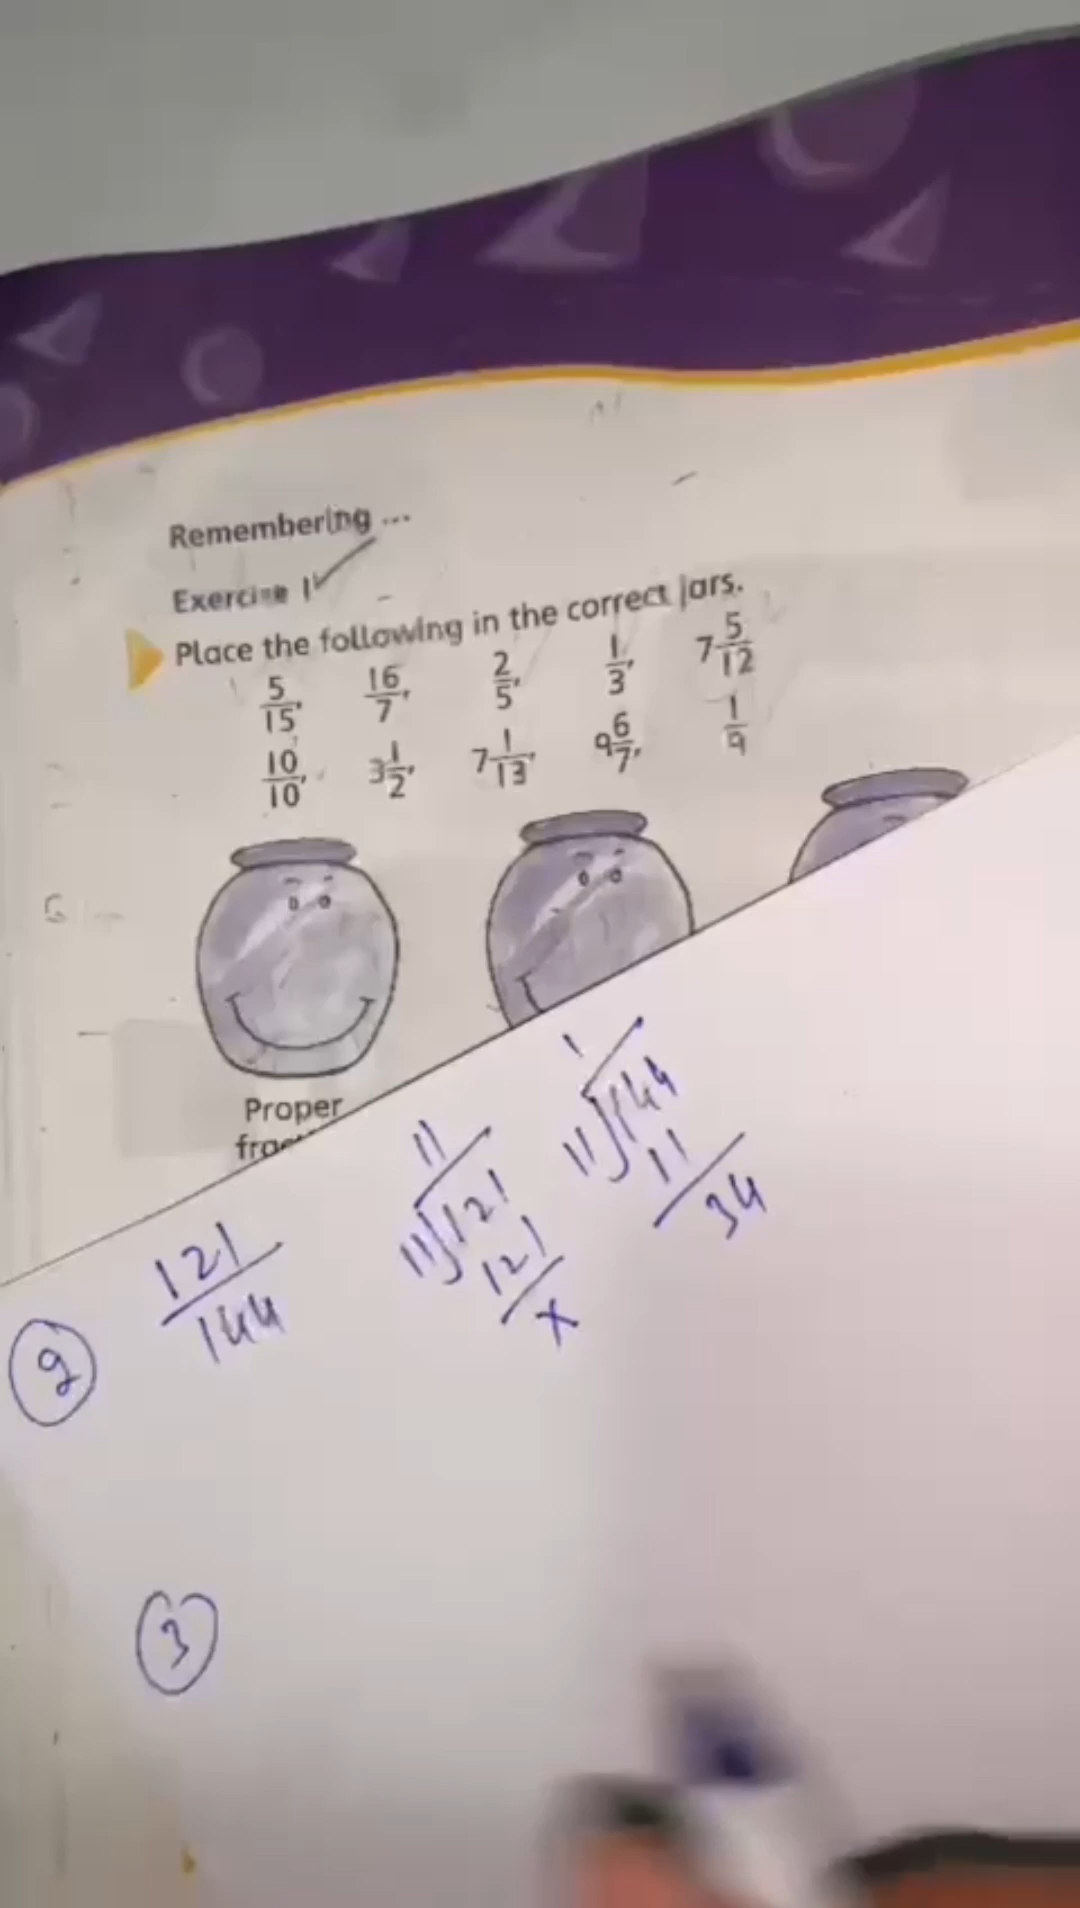 Remembering ...
Exercise 1
Place the following in the correct jars.
5/15, 16/7, 2/5, 1/3, 7 5/12
10/10, 3 1/2, 7 1/13, 9 6/7, 1/9
Proper
11
1
11)121
11)144
121
11
x
34
2
121/144
3